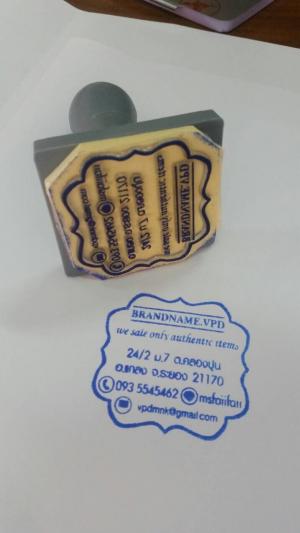 BRANDNAME.VPD
we sale only authentic items
24/2 ม.7 ต.คลองปูน
อ.แกลง จ.ระยอง 21170
093 5545462 msfaiifaii
vpdmnk@gmail.com